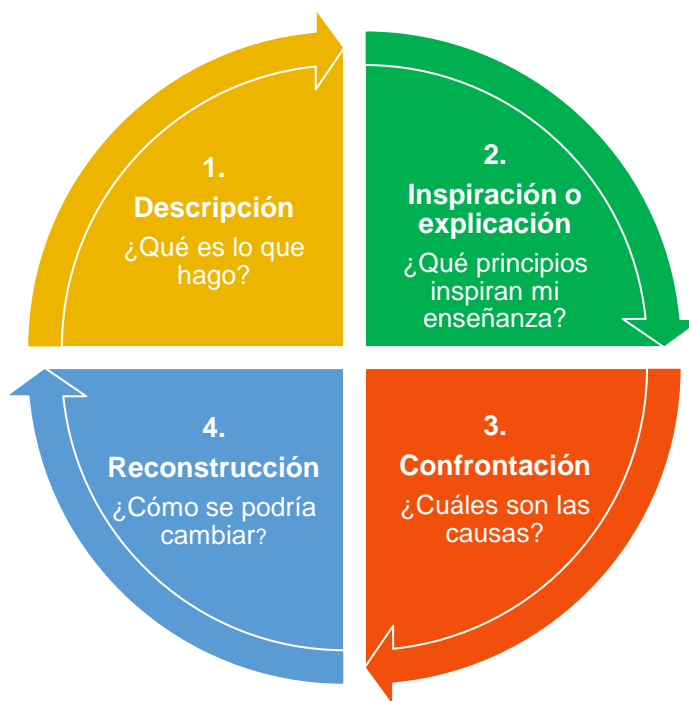 1.
Descripción
¿Qué es lo que
hago?
2.
Inspiración o
explicación
¿Qué principios
inspiran mi
enseñanza?
3.
Confrontación
¿Cuáles son las
causas?
4.
Reconstrucción
¿Cómo se podría
cambiar?